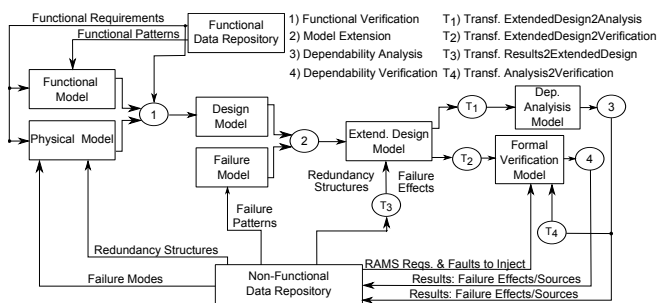 Functional Requirements
Functional Patterns
Functional
Data Repository
1) Functional Verification
2) Model Extension
3) Dependability Analysis
4) Dependability Verification
T1) Transf. ExtendedDesign2Analysis
T2) Transf. ExtendedDesign2Verification
T3) Transf. Results2ExtendedDesign
T4) Transf. Analysis2Verification
Functional
Model
Physical Model
1
Design
Model
Failure
Model
2
Extend. Design
Model
T1
Dep.
Analysis
Model
3
T2
Formal
Verification
Model
4
Redundancy
Structures
Failure
Effects
T3
T4
Failure
Patterns
Redundancy Structures
Failure Modes
Non-Functional
Data Repository
RAMS Reqs. & Faults to Inject
Results: Failure Effects/Sources
Results: Failure Effects/Sources